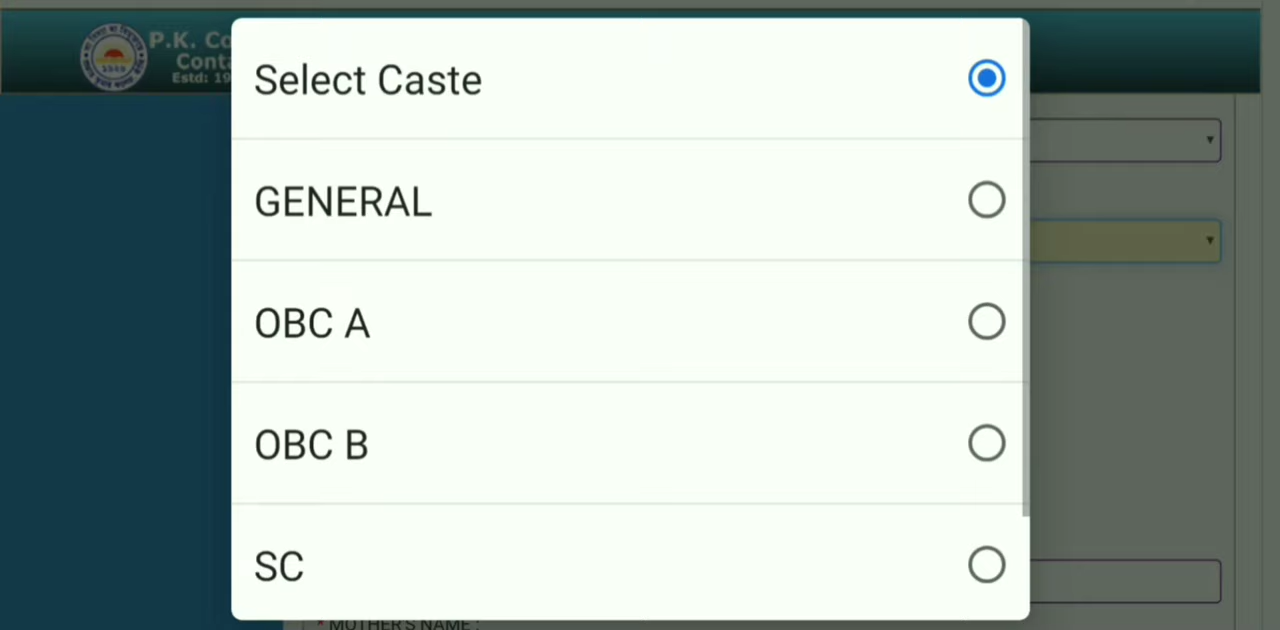 P.K. Co
Conta
Estd: 19
Select Caste
GENERAL
OBC A
OBC B
SC
* MOTHER'S NAME :